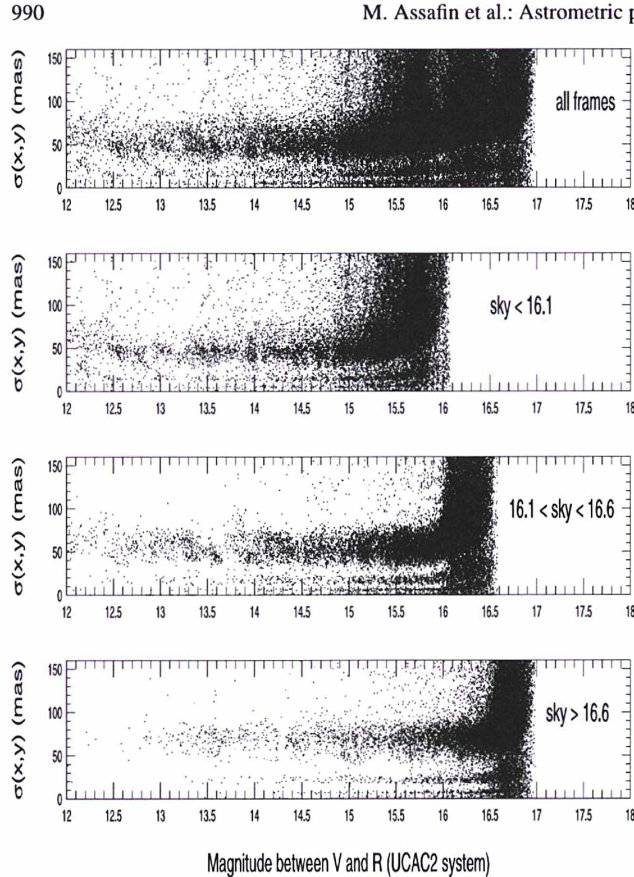 990 M. Assafin et al.: Astrometric p
σ(x,y) (mas)
150
100
50
0
all frames
12 12.5 13 13.5 14 14.5 15 15.5 16 16.5 17 17.5 18
σ(x,y) (mas)
150
100
50
0
sky < 16.1
12 12.5 13 13.5 14 14.5 15 15.5 16 16.5 17 17.5 18
σ(x,y) (mas)
150
100
50
0
16.1 < sky < 16.6
12 12.5 13 13.5 14 14.5 15 15.5 16 16.5 17 17.5 18
σ(x,y) (mas)
150
100
50
0
sky > 16.6
12 12.5 13 13.5 14 14.5 15 15.5 16 16.5 17 17.5 18
Magnitude between V and R (UCAC2 system)